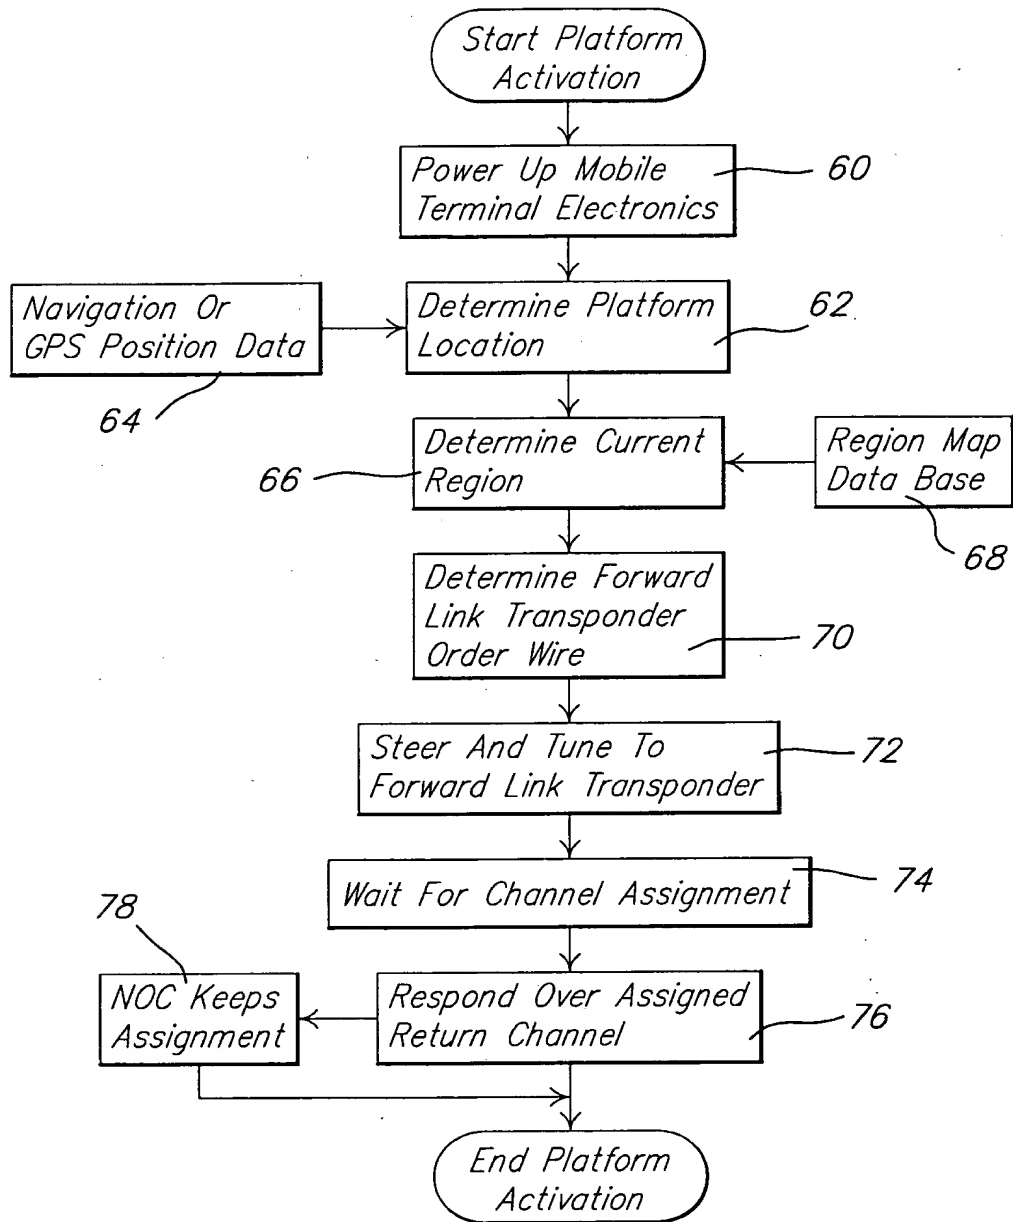 Start Platform
Activation
Power Up Mobile
Terminal Electronics
60
Navigation Or
GPS Position Data
64
Determine Platform
Location
62
Determine Current
Region
66
Region Map
Data Base
68
Determine Forward
Link Transponder
Order Wire
70
Steer And Tune To
Forward Link Transponder
72
Wait For Channel Assignment
74
78
NOC Keeps
Assignment
Respond Over Assigned
Return Channel
76
End Platform
Activation